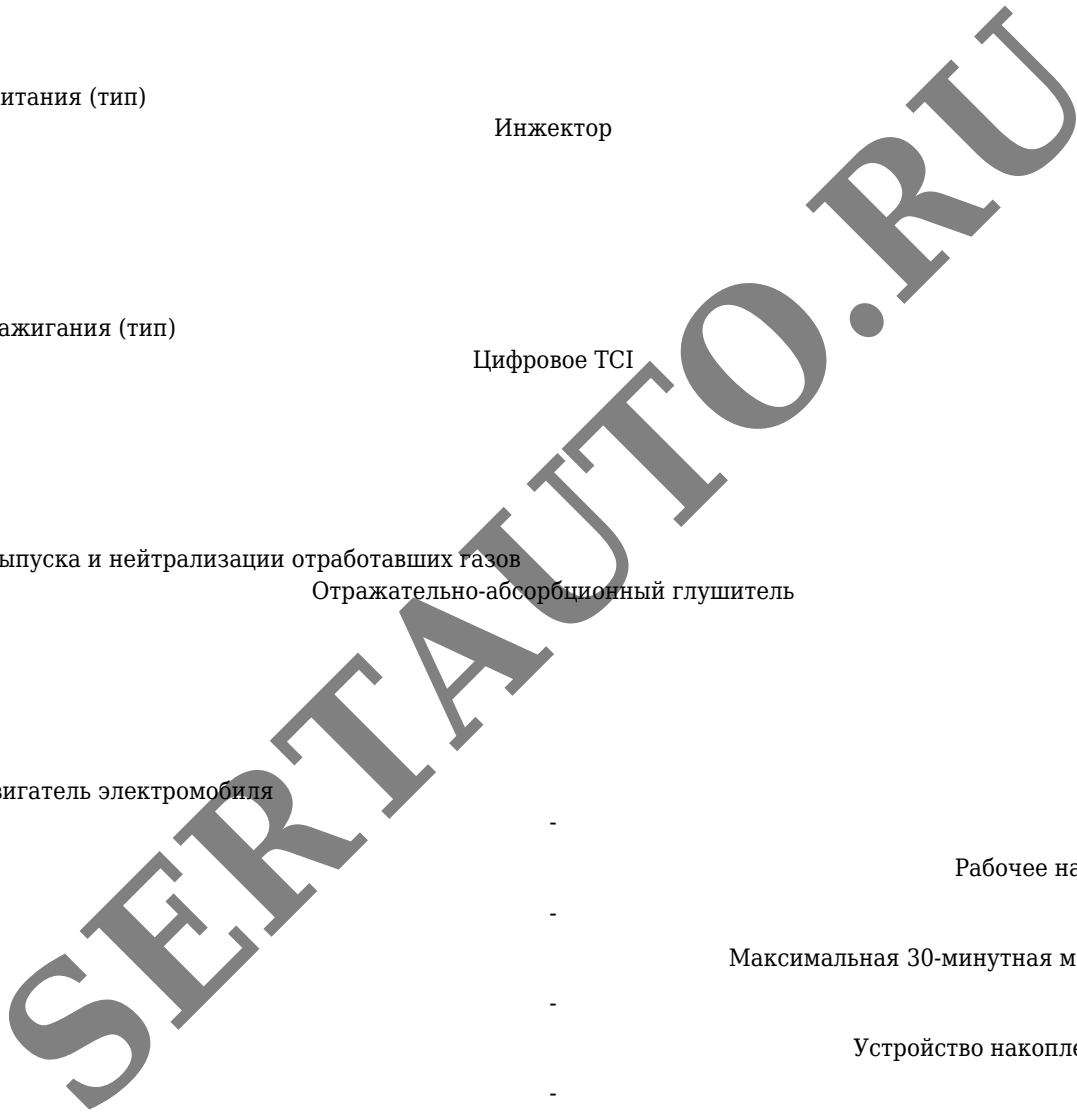 итания (тип)
Инжектор
ажигания (тип)
Цифровое TCI
ыпуска и нейтрализации отработавших газов
Отражательно-абсорбционный глушитель
вигатель электромобиля
-
Рабочее на
-
Максимальная 30-минутная м
-
Устройство накопле
-
SERTAUTO.RU